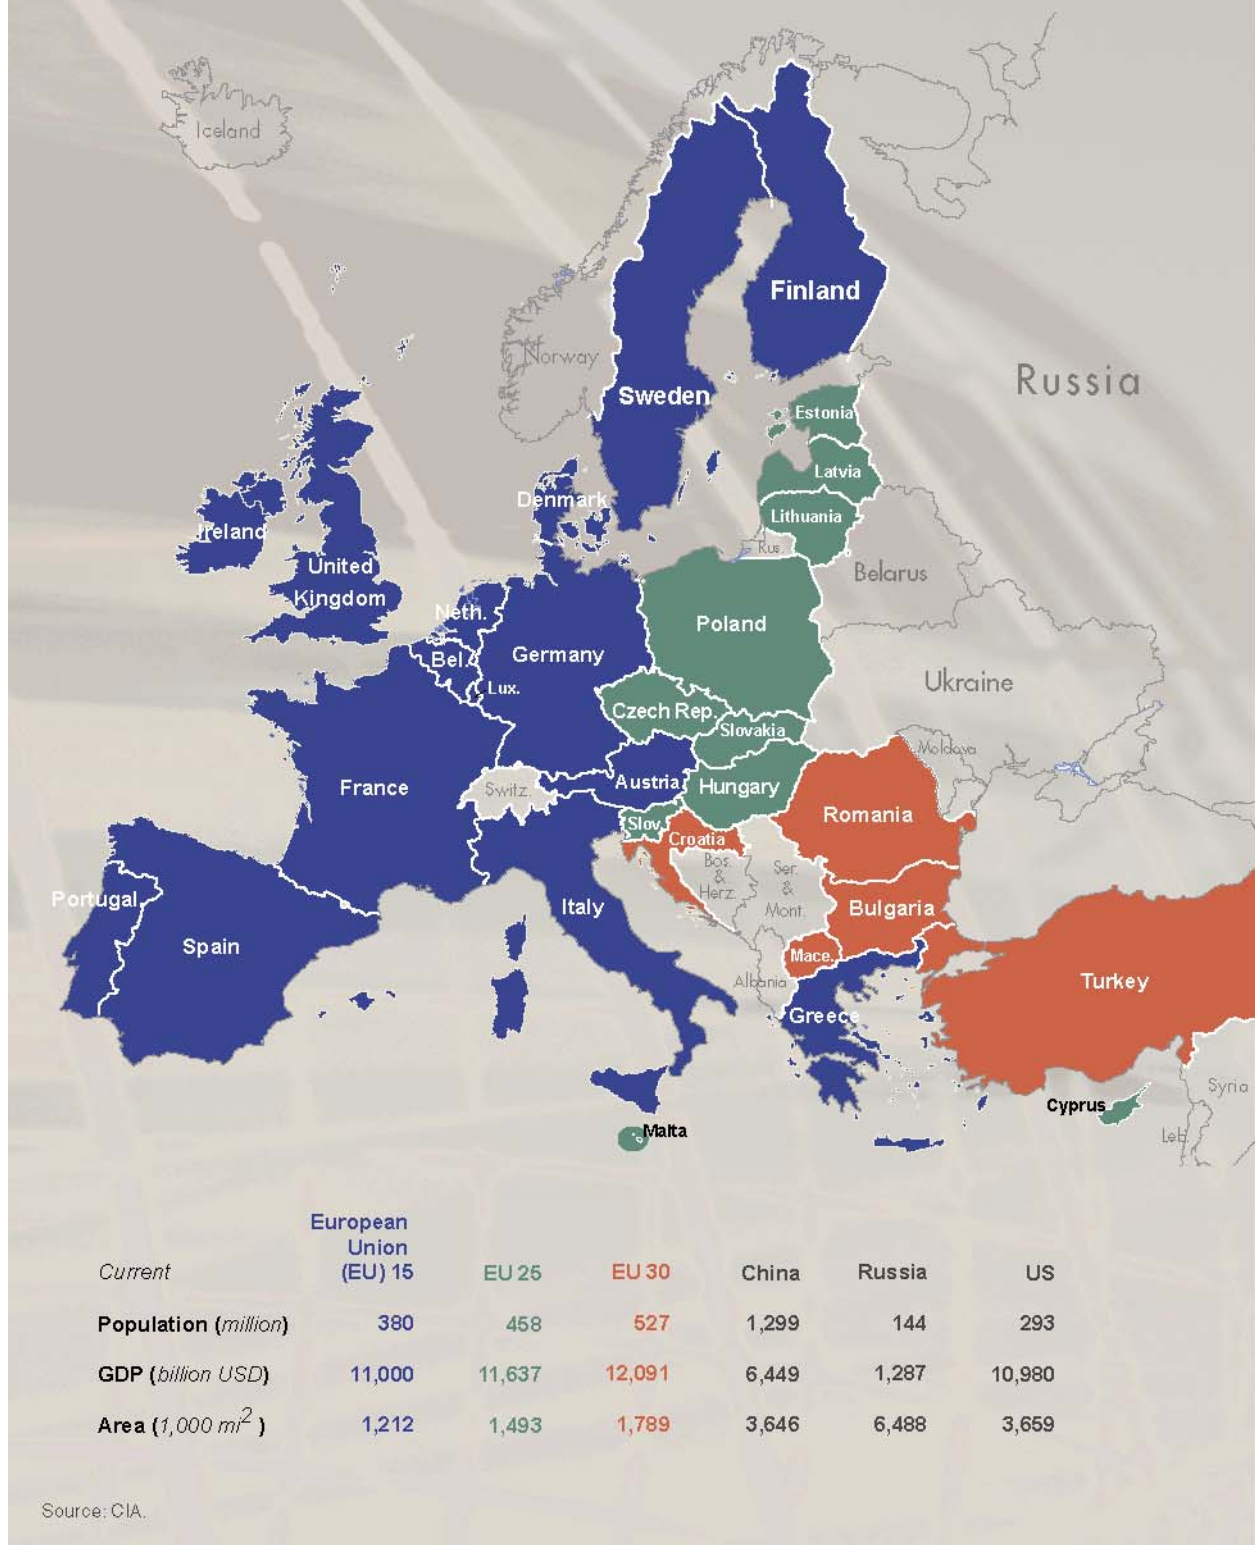 Iceland
Norway
Finland
Sweden
Russia
Estonia
Latvia
Lithuania
Rus.
Denmark
Ireland
United
Kingdom
Neth.
Bel.
Lux.
Germany
Poland
Belarus
Ukraine
Czech Rep.
Slovakia
Moldova
France
Switz.
Austria
Hungary
Slov.
Croatia
Romania
Bos.
&
Herz.
Ser.
&
Mont.
Portugal
Spain
Italy
Bulgaria
Mace.
Albania
Greece
Turkey
Syria
Leb.
Cyprus
Malta
European
Union
Current (EU) 15 EU 25 EU 30 China Russia US
Population (million) 380 458 527 1,299 144 293
GDP (billion USD) 11,000 11,637 12,091 6,449 1,287 10,980
Area (1,000 mi²) 1,212 1,493 1,789 3,646 6,488 3,659
Source: CIA.